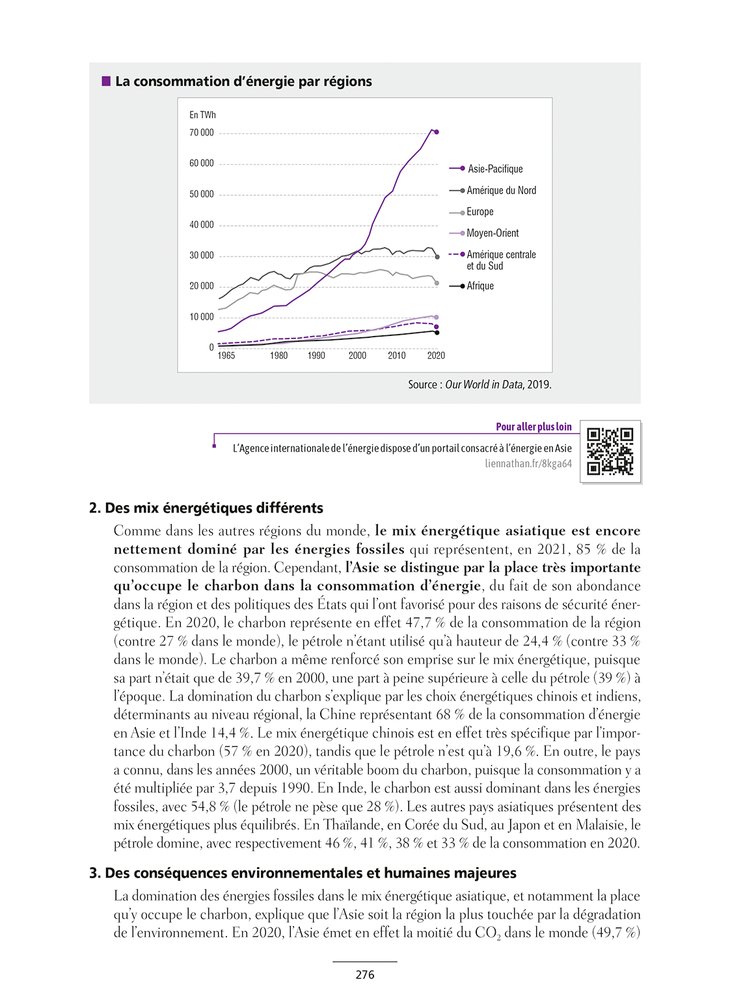 La consommation d'énergie par régions
En TWh
70 000
60 000
50 000
40 000
30 000
20 000
10 000
0
1965 1980 1990 2000 2010 2020
Asie-Pacifique
Amérique du Nord
Europe
Moyen-Orient
Amérique centrale
et du Sud
Afrique
Source : Our World in Data, 2019.
Pour aller plus loin
L'Agence internationale de l'énergie dispose d'un portail consacré à l'énergie en Asie
liennathan.fr/8kga64
2. Des mix énergétiques différents
Comme dans les autres régions du monde, le mix énergétique asiatique est encore
nettement dominé par les énergies fossiles qui représentent, en 2021, 85 % de la
consommation de la région. Cependant, l'Asie se distingue par la place très importante
qu'occupe le charbon dans la consommation d'énergie, du fait de son abondance
dans la région et des politiques des États qui l'ont favorisé pour des raisons de sécurité éner-
gétique. En 2020, le charbon représente en effet 47,7 % de la consommation de la région
(contre 27 % dans le monde), le pétrole n'étant utilisé qu'à hauteur de 24,4 % (contre 33 %
dans le monde). Le charbon a même renforcé son emprise sur le mix énergétique, puisque
sa part n'était que de 39,7 % en 2000, une part à peine supérieure à celle du pétrole (39 %) à
l'époque. La domination du charbon s'explique par les choix énergétiques chinois et indiens,
déterminants au niveau régional, la Chine représentant 68 % de la consommation d'énergie
en Asie et l'Inde 14,4 %. Le mix énergétique chinois est en effet très spécifique par l'impor-
tance du charbon (57 % en 2020), tandis que le pétrole n'est qu'à 19,6 %. En outre, le pays
a connu, dans les années 2000, un véritable boom du charbon, puisque la consommation y a
été multipliée par 3,7 depuis 1990. En Inde, le charbon est aussi dominant dans les énergies
fossiles, avec 54,8 % (le pétrole ne pèse que 28 %). Les autres pays asiatiques présentent des
mix énergétiques plus équilibrés. En Thaïlande, en Corée du Sud, au Japon et en Malaisie, le
pétrole domine, avec respectivement 46 %, 41 %, 38 % et 33 % de la consommation en 2020.
3. Des conséquences environnementales et humaines majeures
La domination des énergies fossiles dans le mix énergétique asiatique, et notamment la place
qu'y occupe le charbon, explique que l'Asie soit la région la plus touchée par la dégradation
de l'environnement. En 2020, l'Asie émet en effet la moitié du CO₂ dans le monde (49,7 %)
276